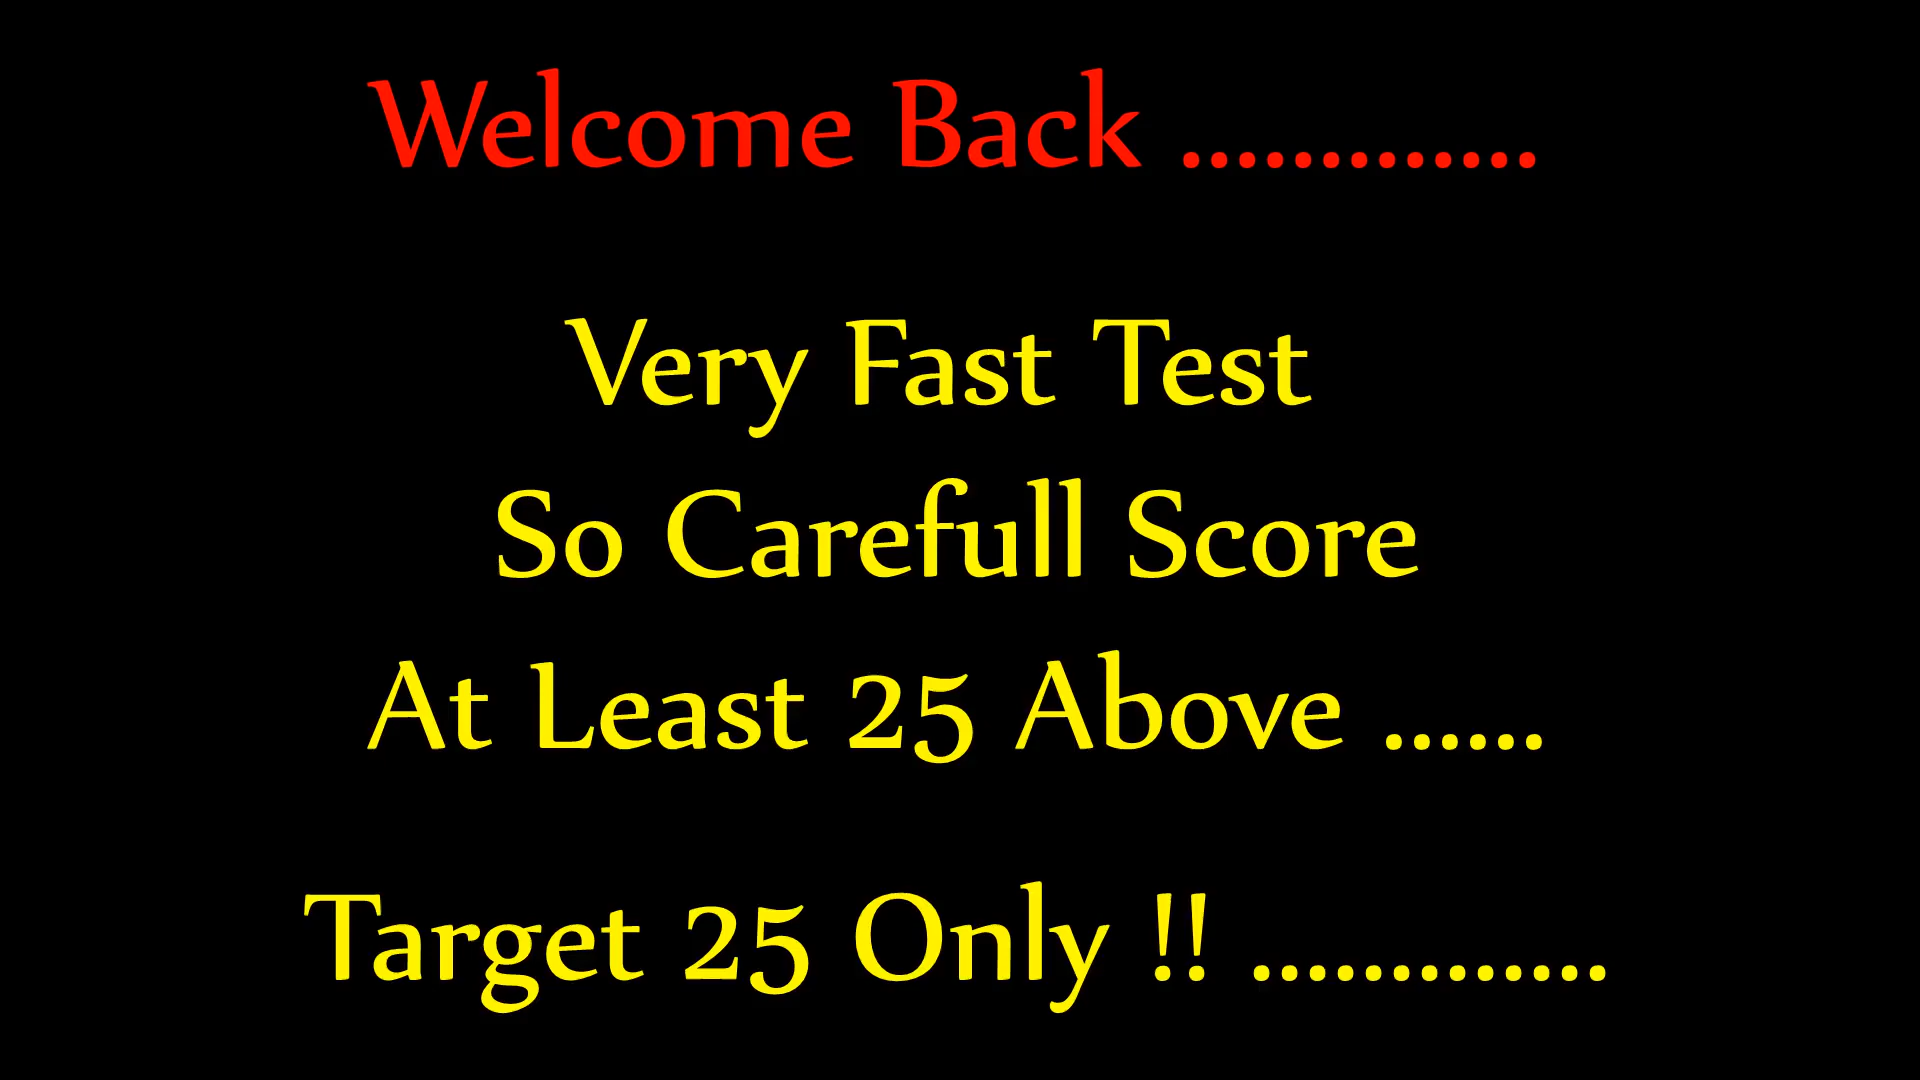 Welcome Back .............
Very Fast Test
So Carefull Score
At Least 25 Above ......
Target 25 Only !! .............